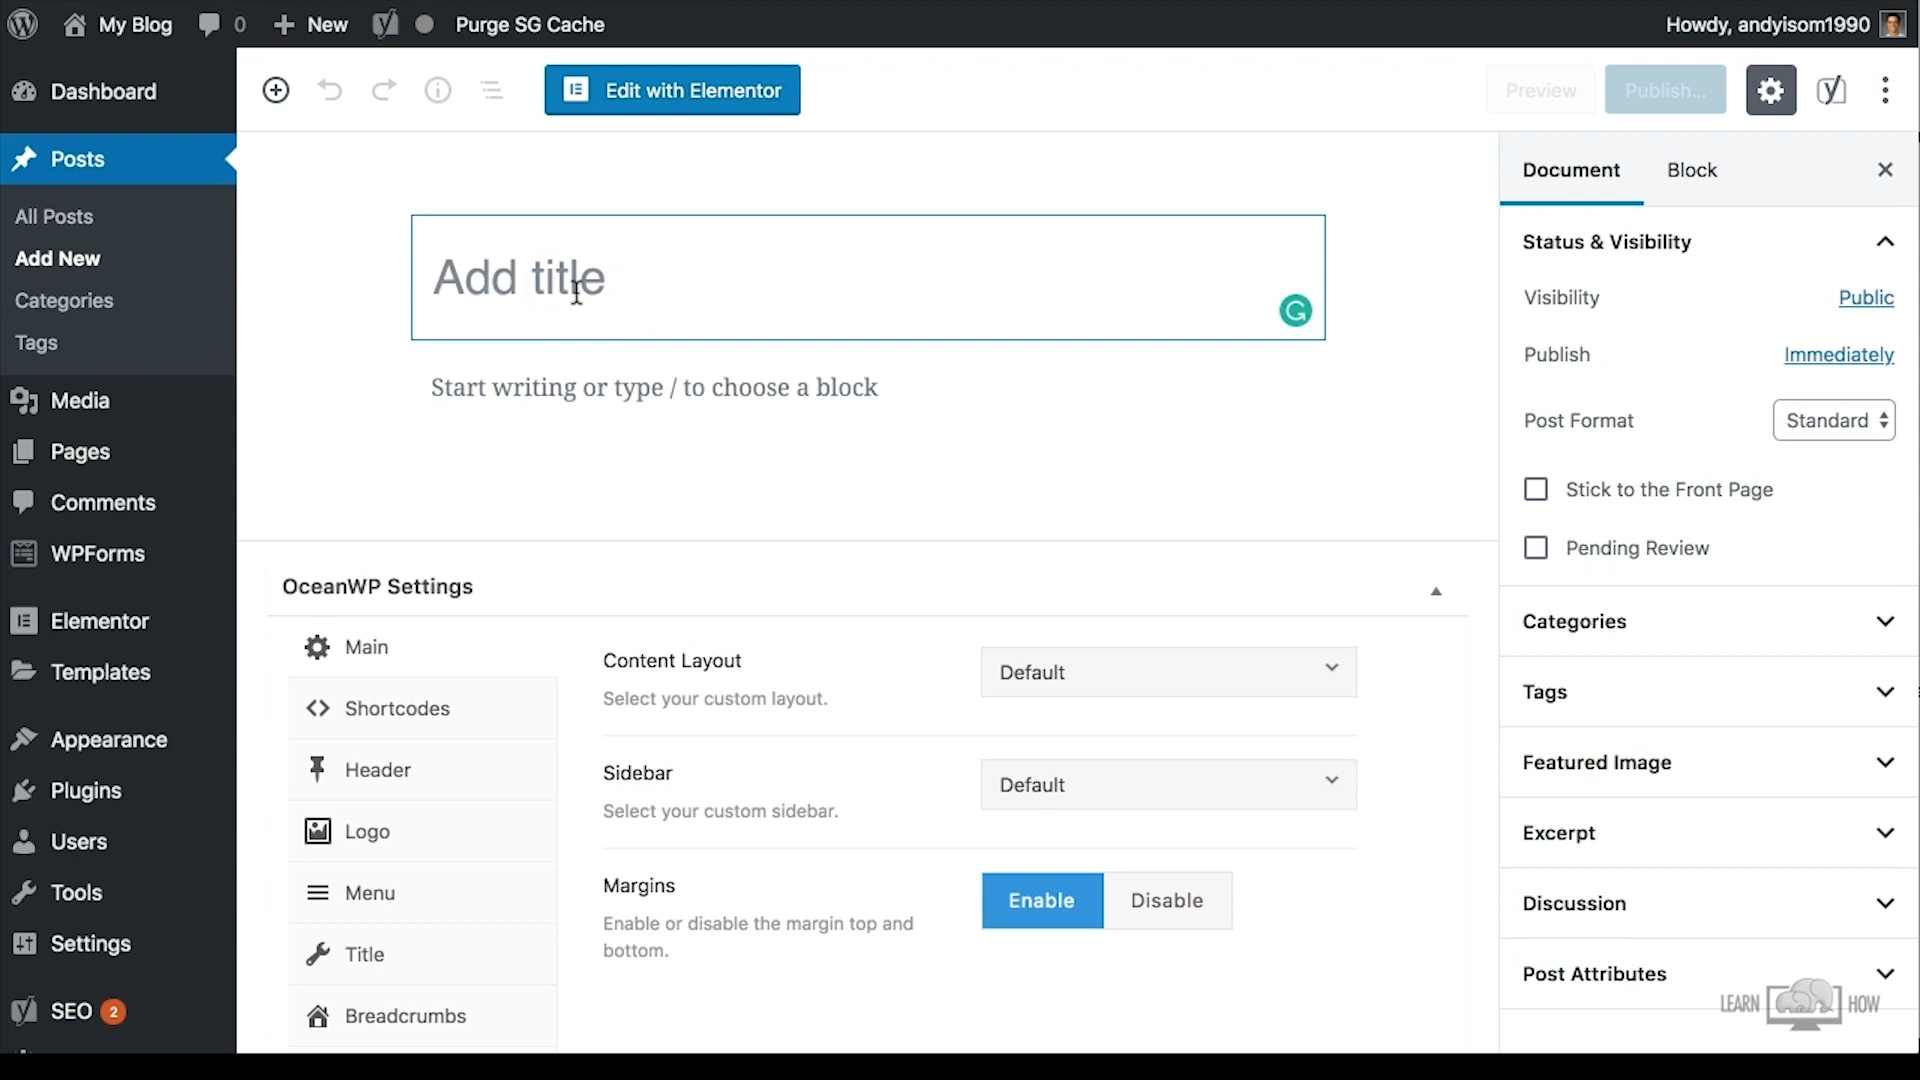 My Blog
0
New
Purge SG Cache
Howdy, andyisom1990
Dashboard
Posts
All Posts
Add New
Categories
Tags
Media
Pages
Comments
WPForms
Elementor
Templates
Appearance
Plugins
Users
Tools
Settings
SEO 2
Edit with Elementor
Preview
Publish...
Add title
Start writing or type / to choose a block
OceanWP Settings
Main
Shortcodes
Header
Logo
Menu
Title
Breadcrumbs
Content Layout
Select your custom layout.
Default
Sidebar
Select your custom sidebar.
Default
Margins
Enable or disable the margin top and
bottom.
Enable
Disable
Document
Block
Status & Visibility
Visibility
Public
Publish
Immediately
Post Format
Standard
Stick to the Front Page
Pending Review
Categories
Tags
Featured Image
Excerpt
Discussion
Post Attributes
LEARN HOW